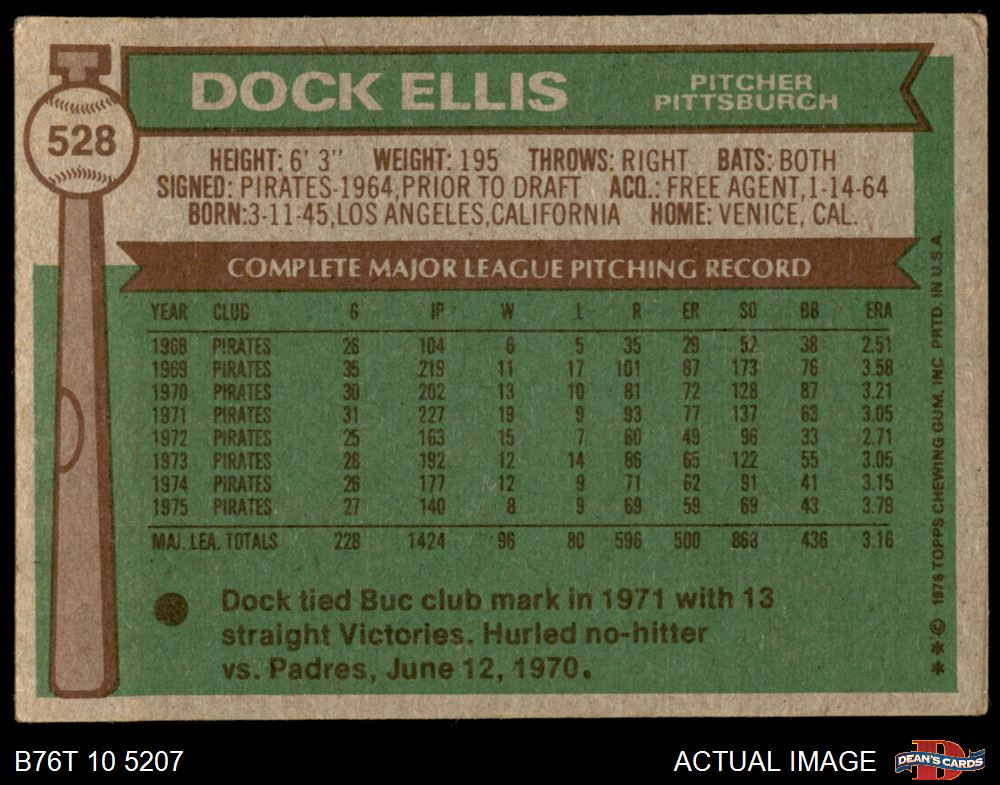 528
DOCK ELLIS
PITCHER
PITTSBURGH
HEIGHT: 6' 3" WEIGHT: 195 THROWS: RIGHT BATS: BOTH
SIGNED: PIRATES-1964, PRIOR TO DRAFT ACQ.: FREE AGENT, 1-14-64
BORN: 3-11-45, LOS ANGELES, CALIFORNIA HOME: VENICE, CAL.
COMPLETE MAJOR LEAGUE PITCHING RECORD
YEAR CLUB G IP W L R ER SO BB ERA
1968 PIRATES 26 104 6 5 35 29 52 38 2.51
1969 PIRATES 35 219 11 17 101 87 173 76 3.58
1970 PIRATES 30 202 13 10 81 72 128 87 3.21
1971 PIRATES 31 227 19 9 93 77 137 63 3.05
1972 PIRATES 25 163 15 7 60 49 96 33 2.71
1973 PIRATES 28 192 12 14 86 65 122 55 3.05
1974 PIRATES 26 177 12 9 71 62 91 41 3.15
1975 PIRATES 27 140 8 9 69 59 69 43 3.79
MAJ. LEA. TOTALS 228 1424 96 80 596 500 868 436 3.16
Dock tied Buc club mark in 1971 with 13
straight Victories. Hurled no-hitter
vs. Padres, June 12, 1970.
**© 1976 TOPPS CHEWING GUM, INC PRTD. IN U.S.A.
B76T 10 5207
ACTUAL IMAGE
D
DEAN'S CARDS